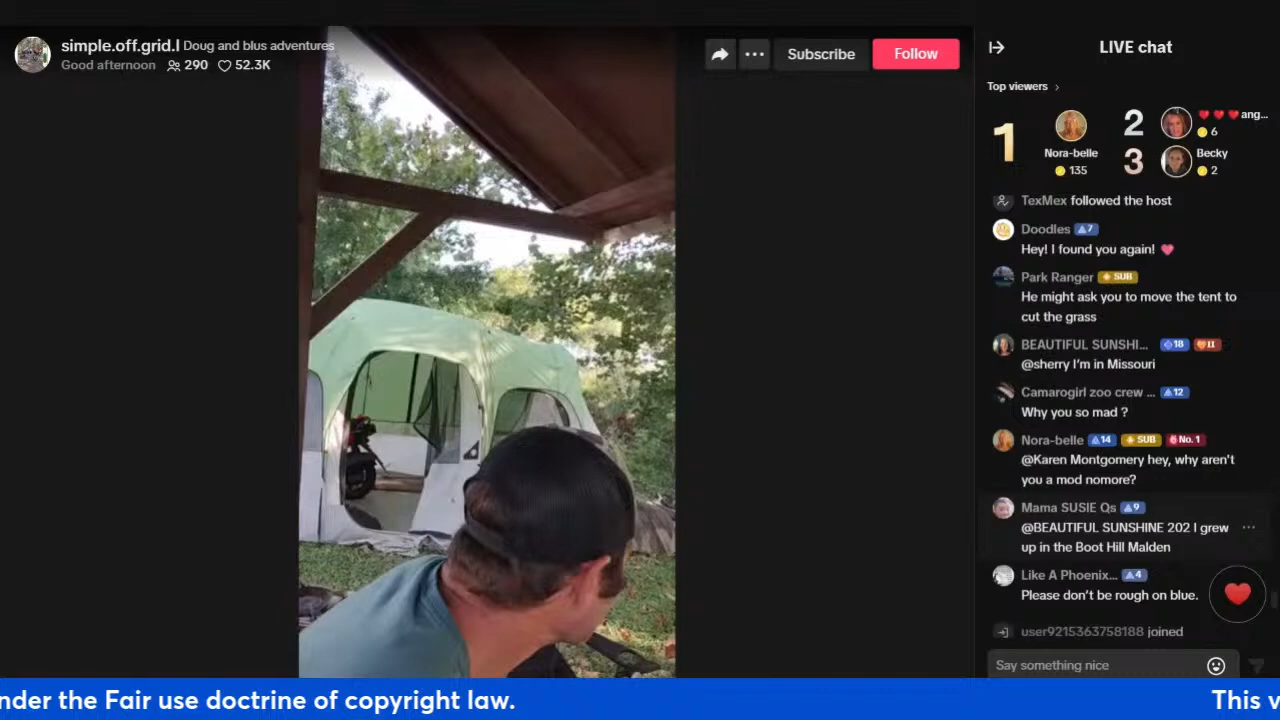 simple.off.grid.l Doug and blus adventures
Good afternoon 290 52.3K
Subscribe
Follow
LIVE chat
Top viewers
1
Nora-belle
135
2
ang...
6
3
Becky
2
TexMex followed the host
Doodles 7
Hey! I found you again!
Park Ranger SUB
He might ask you to move the tent to
cut the grass
BEAUTIFUL SUNSHI... 18 II
@sherry I'm in Missouri
Camarogirl zoo crew ... 12
Why you so mad ?
Nora-belle 14 SUB No. 1
@Karen Montgomery hey, why aren't
you a mod nomore?
Mama SUSIE Qs 9
@BEAUTIFUL SUNSHINE 202 I grew
up in the Boot Hill Malden
Like A Phoenix... 4
Please don't be rough on blue.
user9215363758188 joined
Say something nice
nder the Fair use doctrine of copyright law.
This v